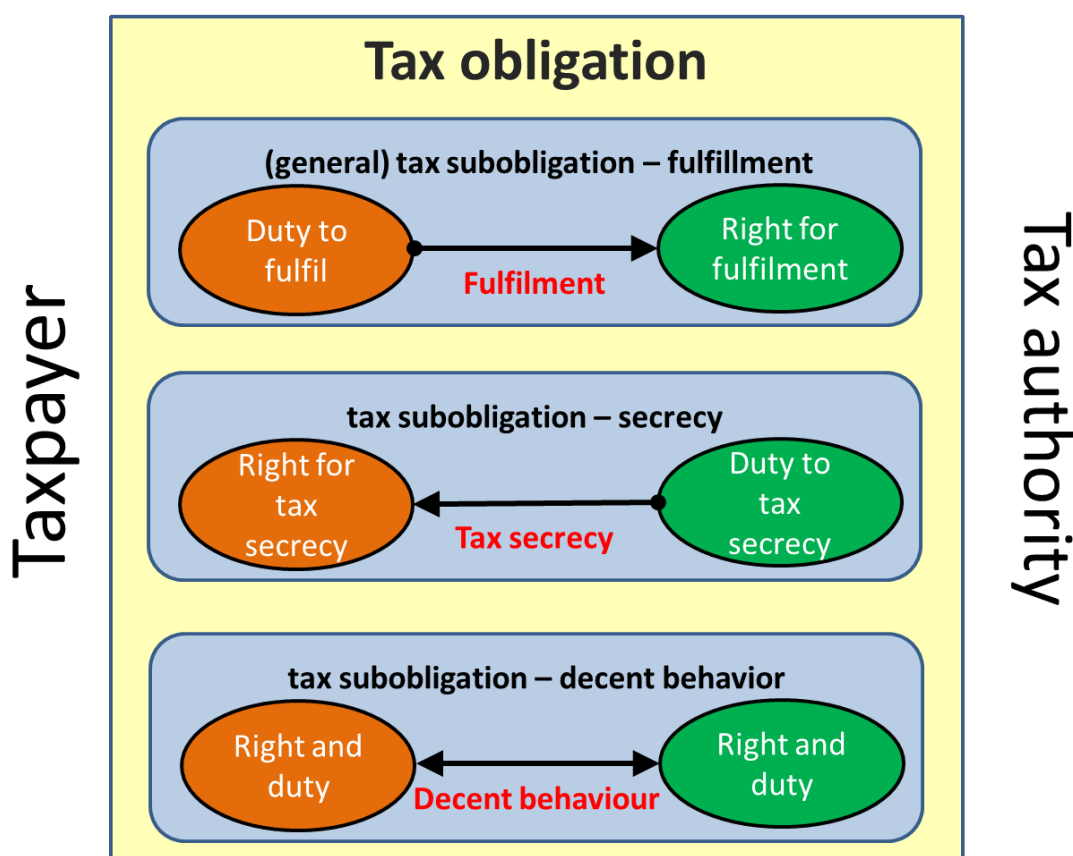 Tax obligation
Taxpayer
Tax authority
(general) tax subobligation – fulfillment
Duty to
fulfil
Fulfilment
Right for
fulfilment
tax subobligation – secrecy
Right for
tax
secrecy
Tax secrecy
Duty to
tax
secrecy
tax subobligation – decent behavior
Right and
duty
Decent behaviour
Right and
duty